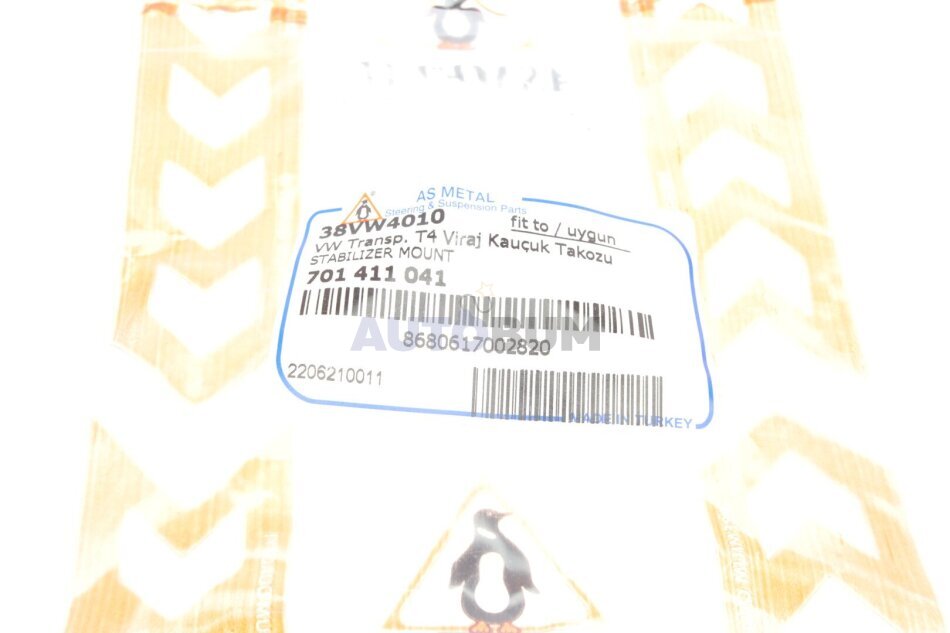 AS METAL
Steering & Suspension Parts
38VW4010 fit to / uygun
VW Transp. T4 Viraj Kauçuk Takozu
STABILIZER MOUNT
701 411 041
AUTOBUM
8680617002820
2206210011
MADE IN TURKEY